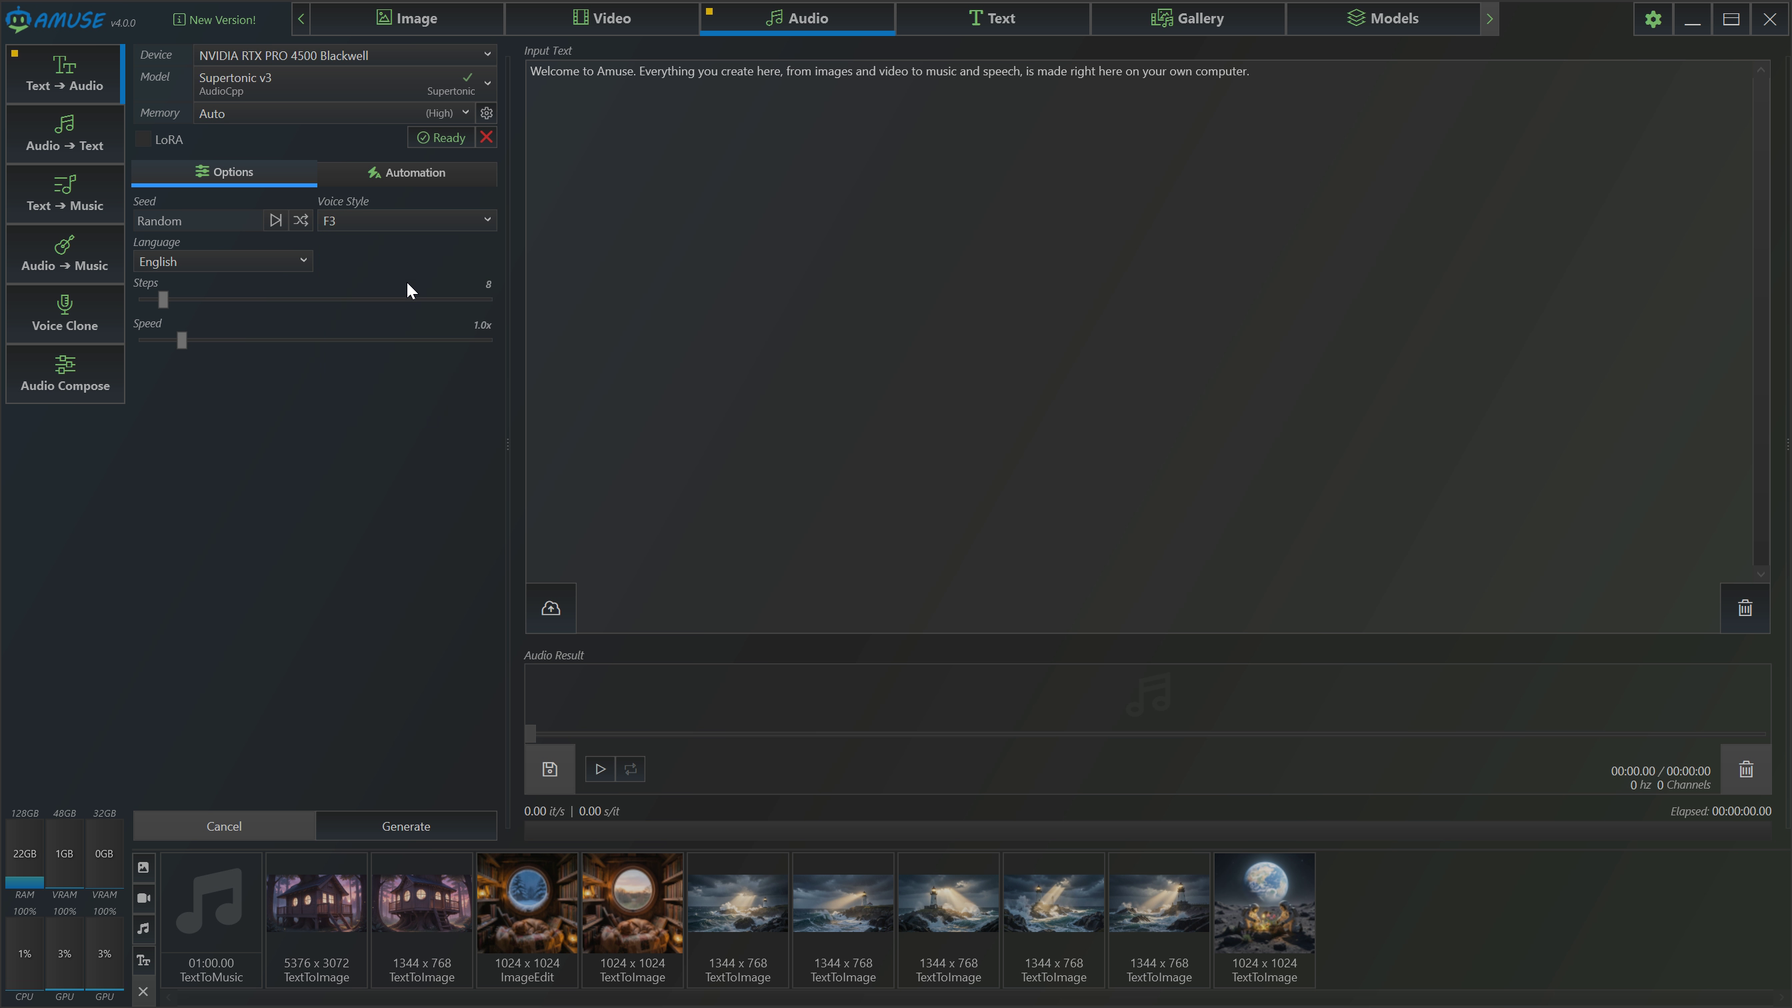 AMUSE v4.0.0
New Version!
Image
Video
Audio
Text
Gallery
Models
Text → Audio
Audio → Text
Text → Music
Audio → Music
Voice Clone
Audio Compose
Device
NVIDIA RTX PRO 4500 Blackwell
Model
Supertonic v3
AudioCpp
Supertonic
Memory
Auto
(High)
LoRA
Ready
Options
Automation
Seed
Voice Style
Random
F3
Language
English
Steps
8
Speed
1.0x
Cancel
Generate
Input Text
Welcome to Amuse. Everything you create here, from images and video to music and speech, is made right here on your own computer.
Audio Result
00:00.00 / 00:00:00
0 hz 0 Channels
0.00 it/s | 0.00 s/it
Elapsed: 00:00:00.00
128GB 48GB 32GB
22GB 1GB 0GB
RAM VRAM VRAM
100% 100% 100%
1% 3% 3%
CPU GPU GPU
01:00.00
TextToMusic
5376 x 3072
TextToImage
1344 x 768
TextToImage
1024 x 1024
ImageEdit
1024 x 1024
TextToImage
1344 x 768
TextToImage
1344 x 768
TextToImage
1344 x 768
TextToImage
1344 x 768
TextToImage
1344 x 768
TextToImage
1024 x 1024
TextToImage